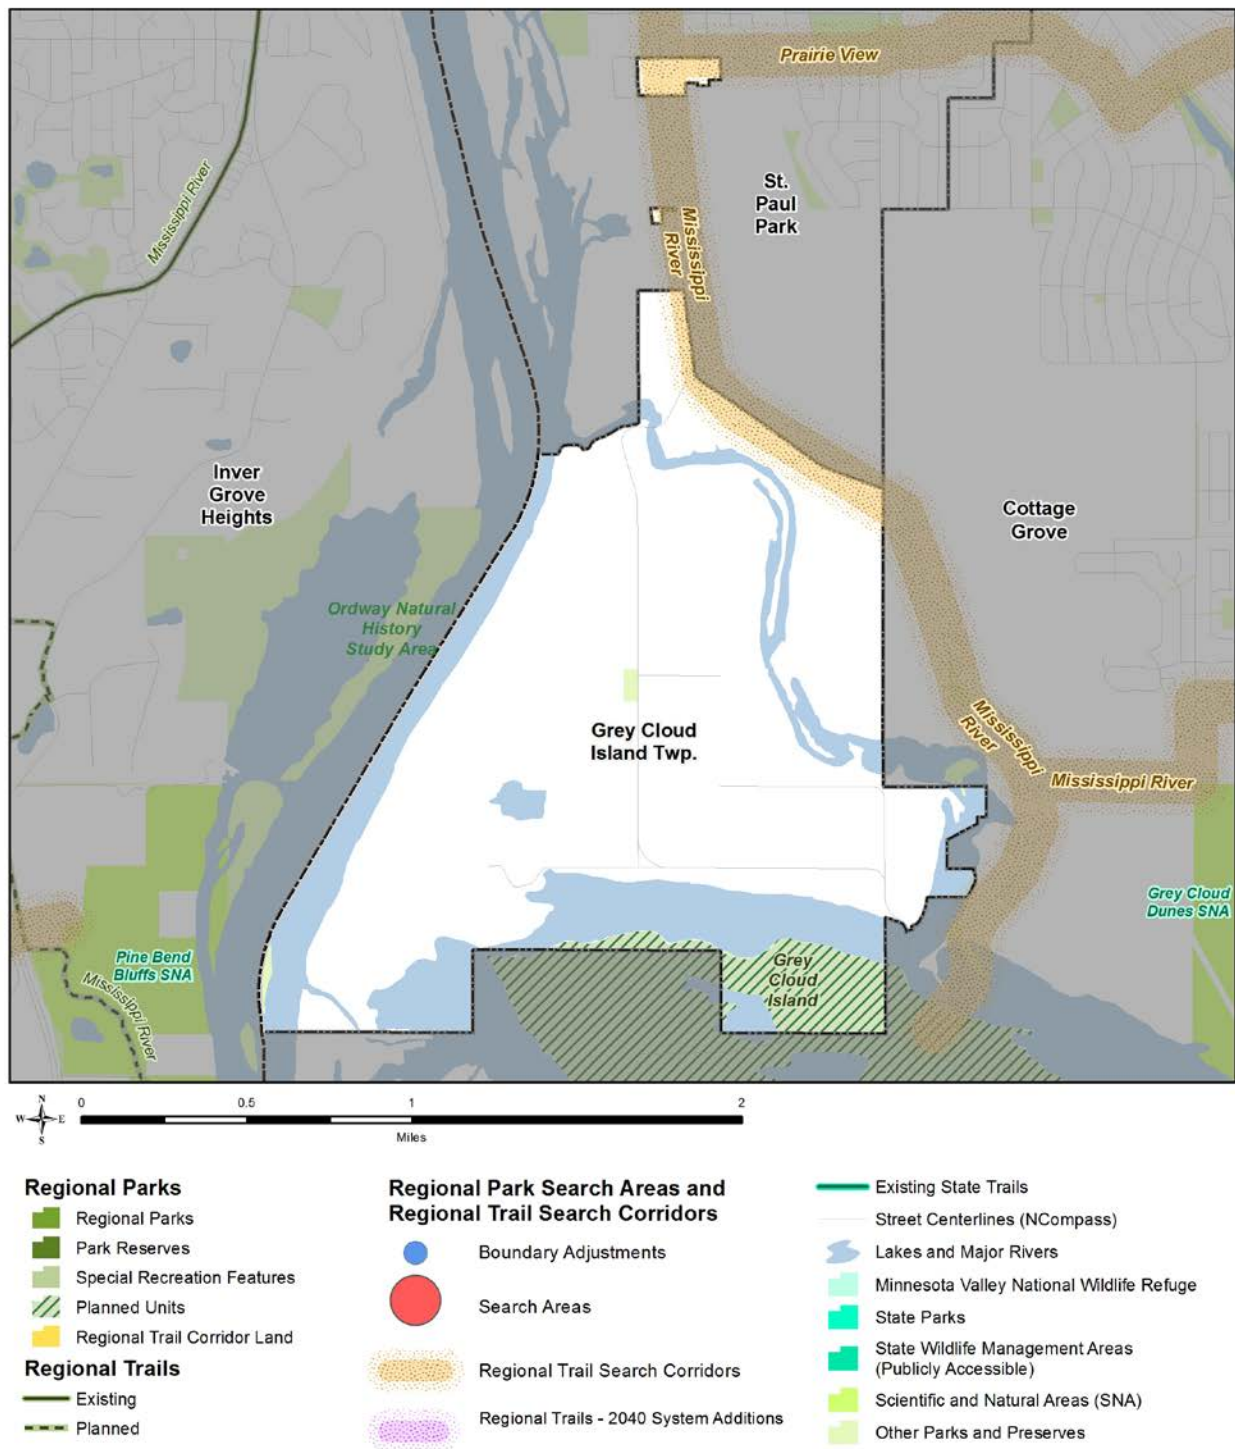 Prairie View
Mississippi River
St.
Paul
Park
Mississippi
River
Inver
Grove
Heights
Cottage
Grove
Ordway Natural
History
Study Area
Grey Cloud
Island Twp.
Mississippi
River
Mississippi River
Grey Cloud
Dunes SNA
Pine Bend
Bluffs SNA
Mississippi River
Grey
Cloud
Island
N
W E
S
0 0.5 1 2
Miles
Regional Parks
Regional Parks
Park Reserves
Special Recreation Features
Planned Units
Regional Trail Corridor Land
Regional Trails
Existing
Planned
Regional Park Search Areas and
Regional Trail Search Corridors
Boundary Adjustments
Search Areas
Regional Trail Search Corridors
Regional Trails - 2040 System Additions
Existing State Trails
Street Centerlines (NCompass)
Lakes and Major Rivers
Minnesota Valley National Wildlife Refuge
State Parks
State Wildlife Management Areas
(Publicly Accessible)
Scientific and Natural Areas (SNA)
Other Parks and Preserves